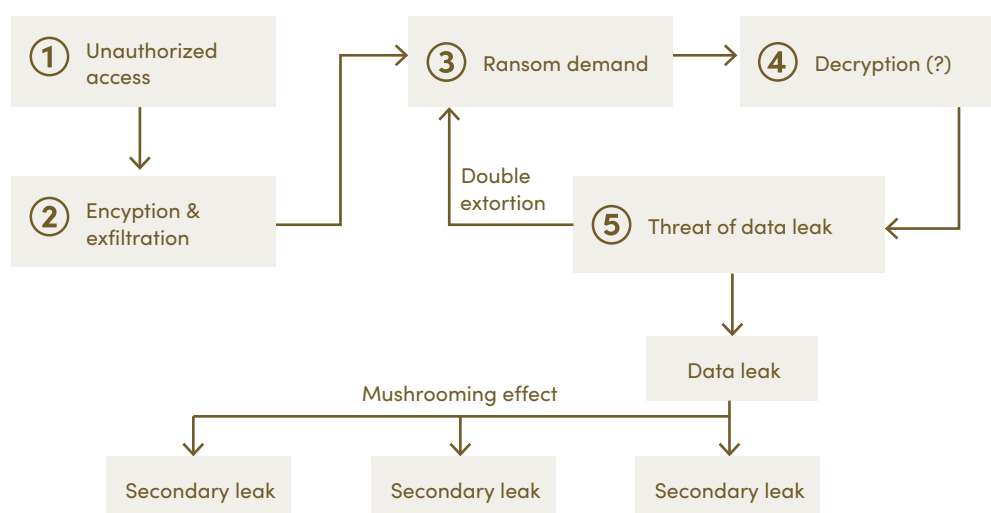 1 Unauthorized
access
2 Encyption &
exfiltration
3 Ransom demand
4 Decryption (?)
Double
extortion
5 Threat of data leak
Data leak
Mushrooming effect
Secondary leak
Secondary leak
Secondary leak